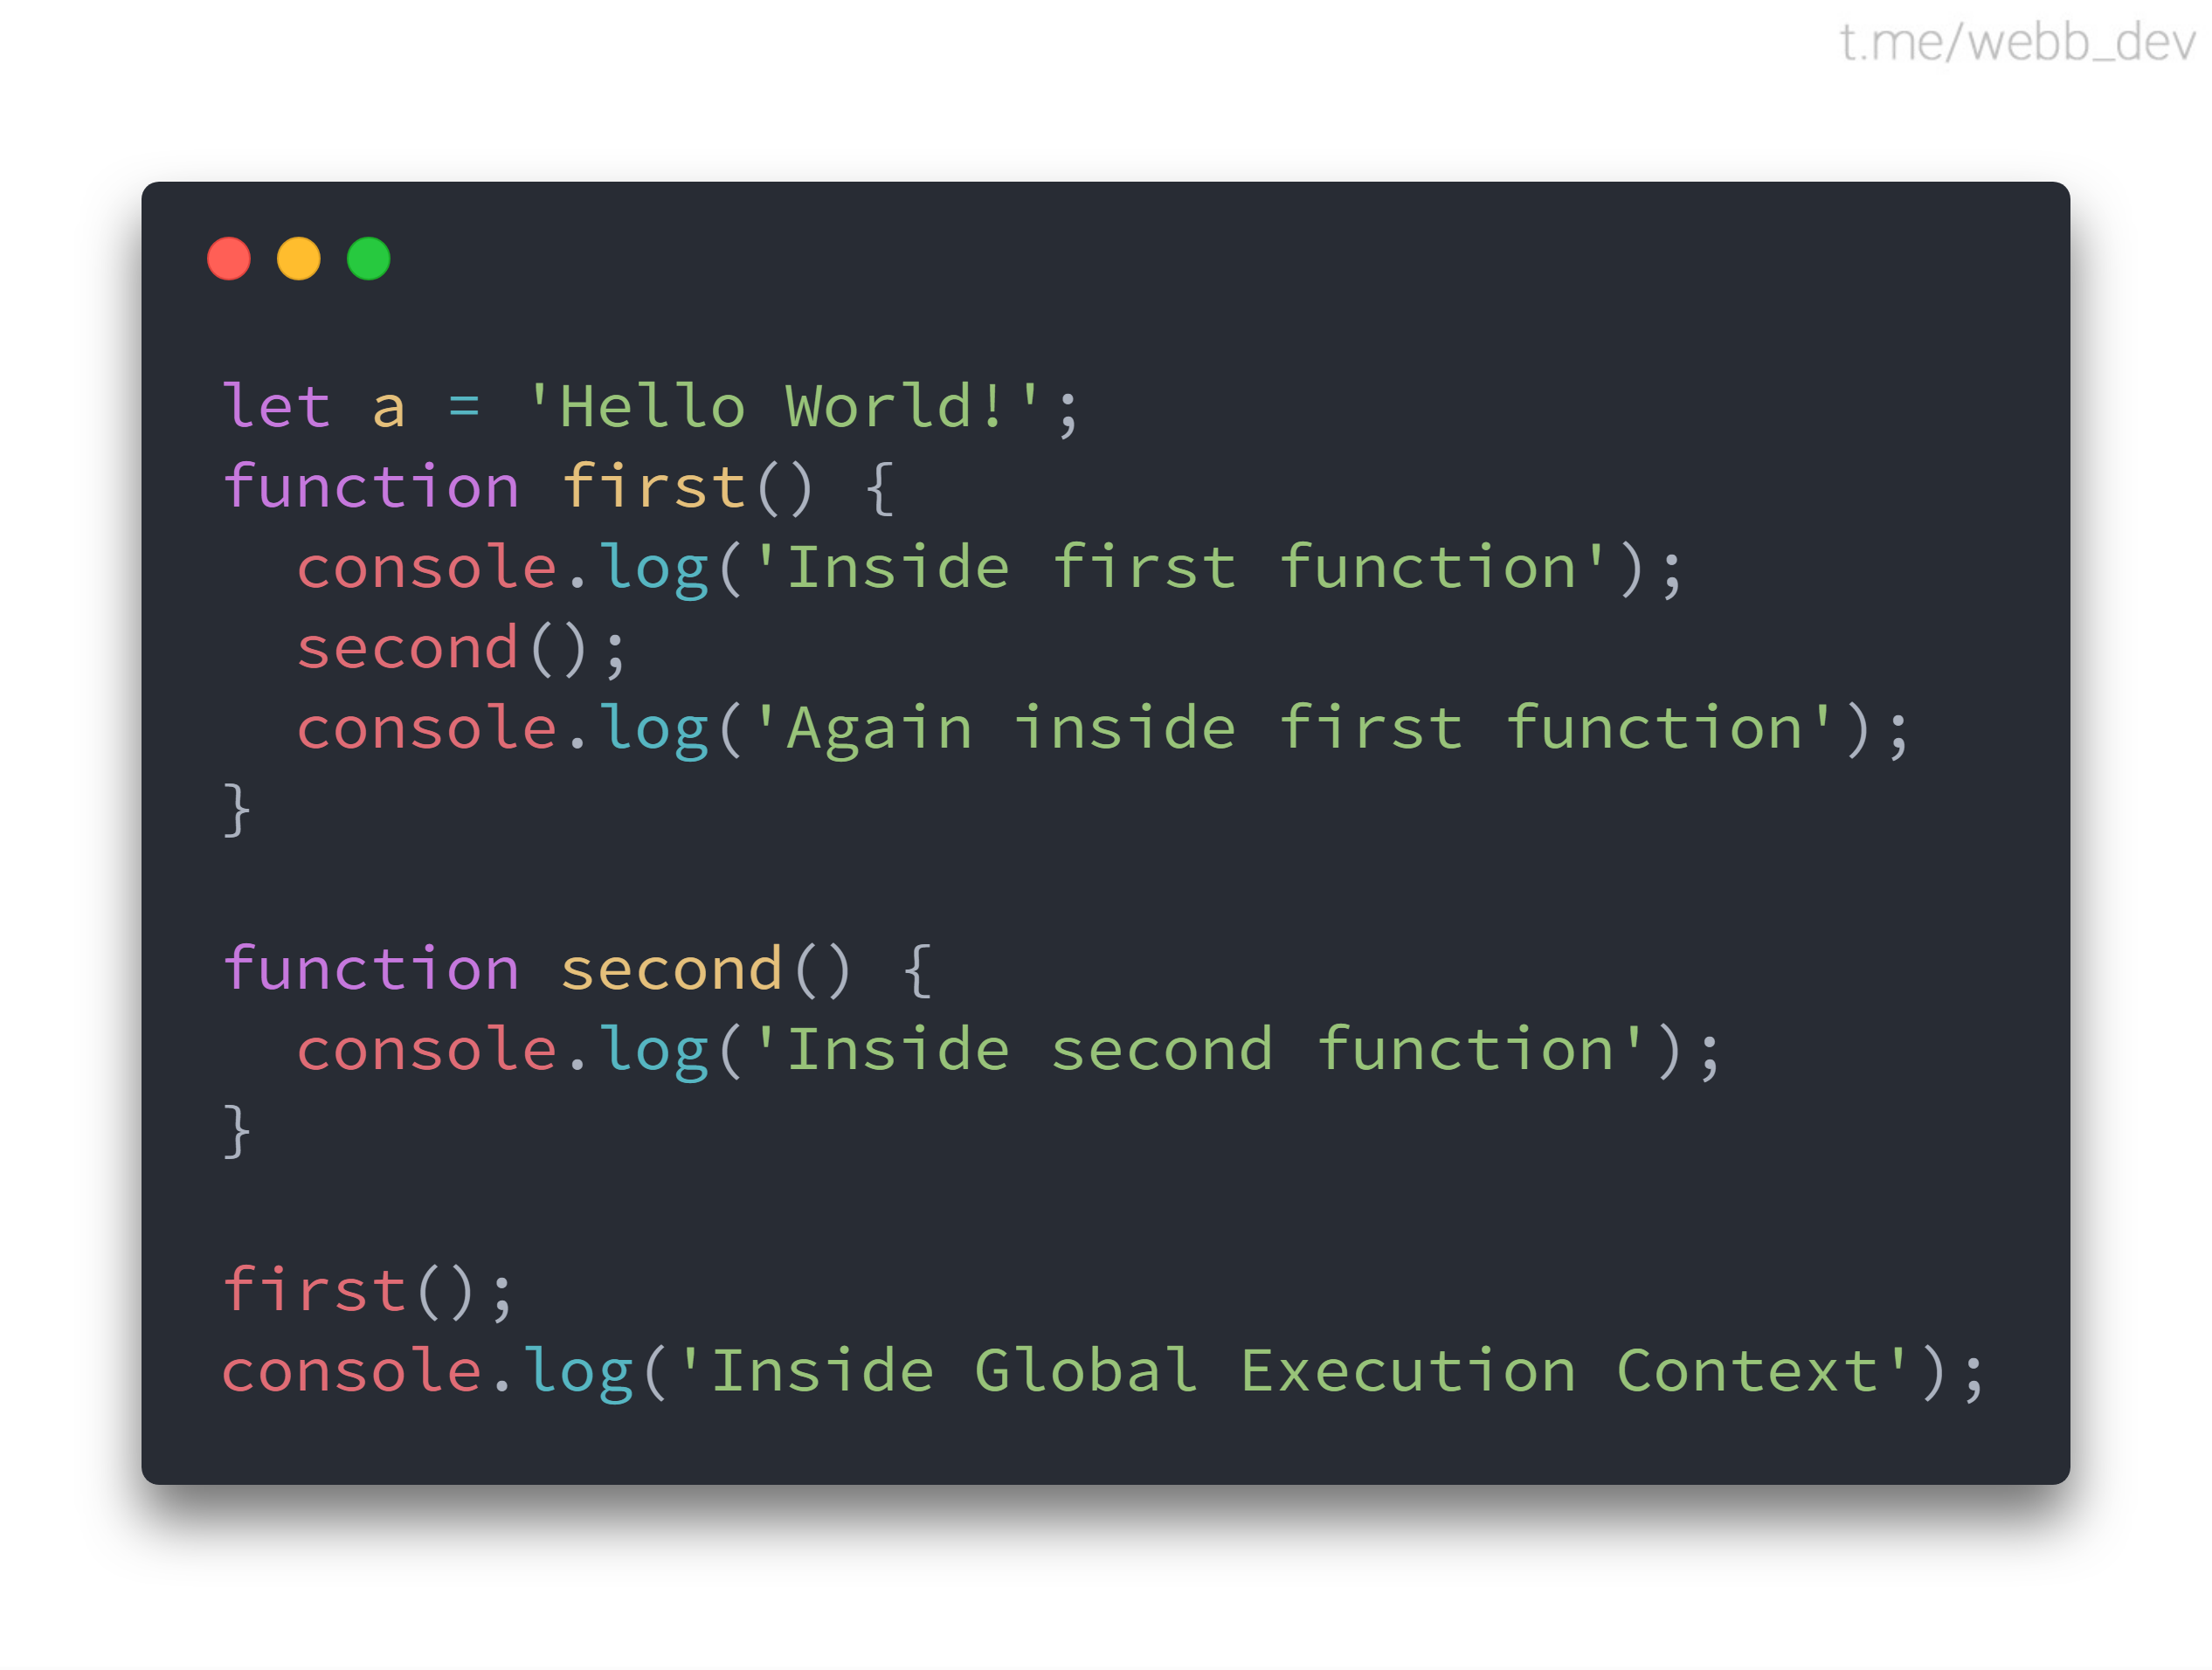 t.me/webb_dev
let a = 'Hello World!';
function first() {
  console.log('Inside first function');
  second();
  console.log('Again inside first function');
}
function second() {
  console.log('Inside second function');
}
first();
console.log('Inside Global Execution Context');